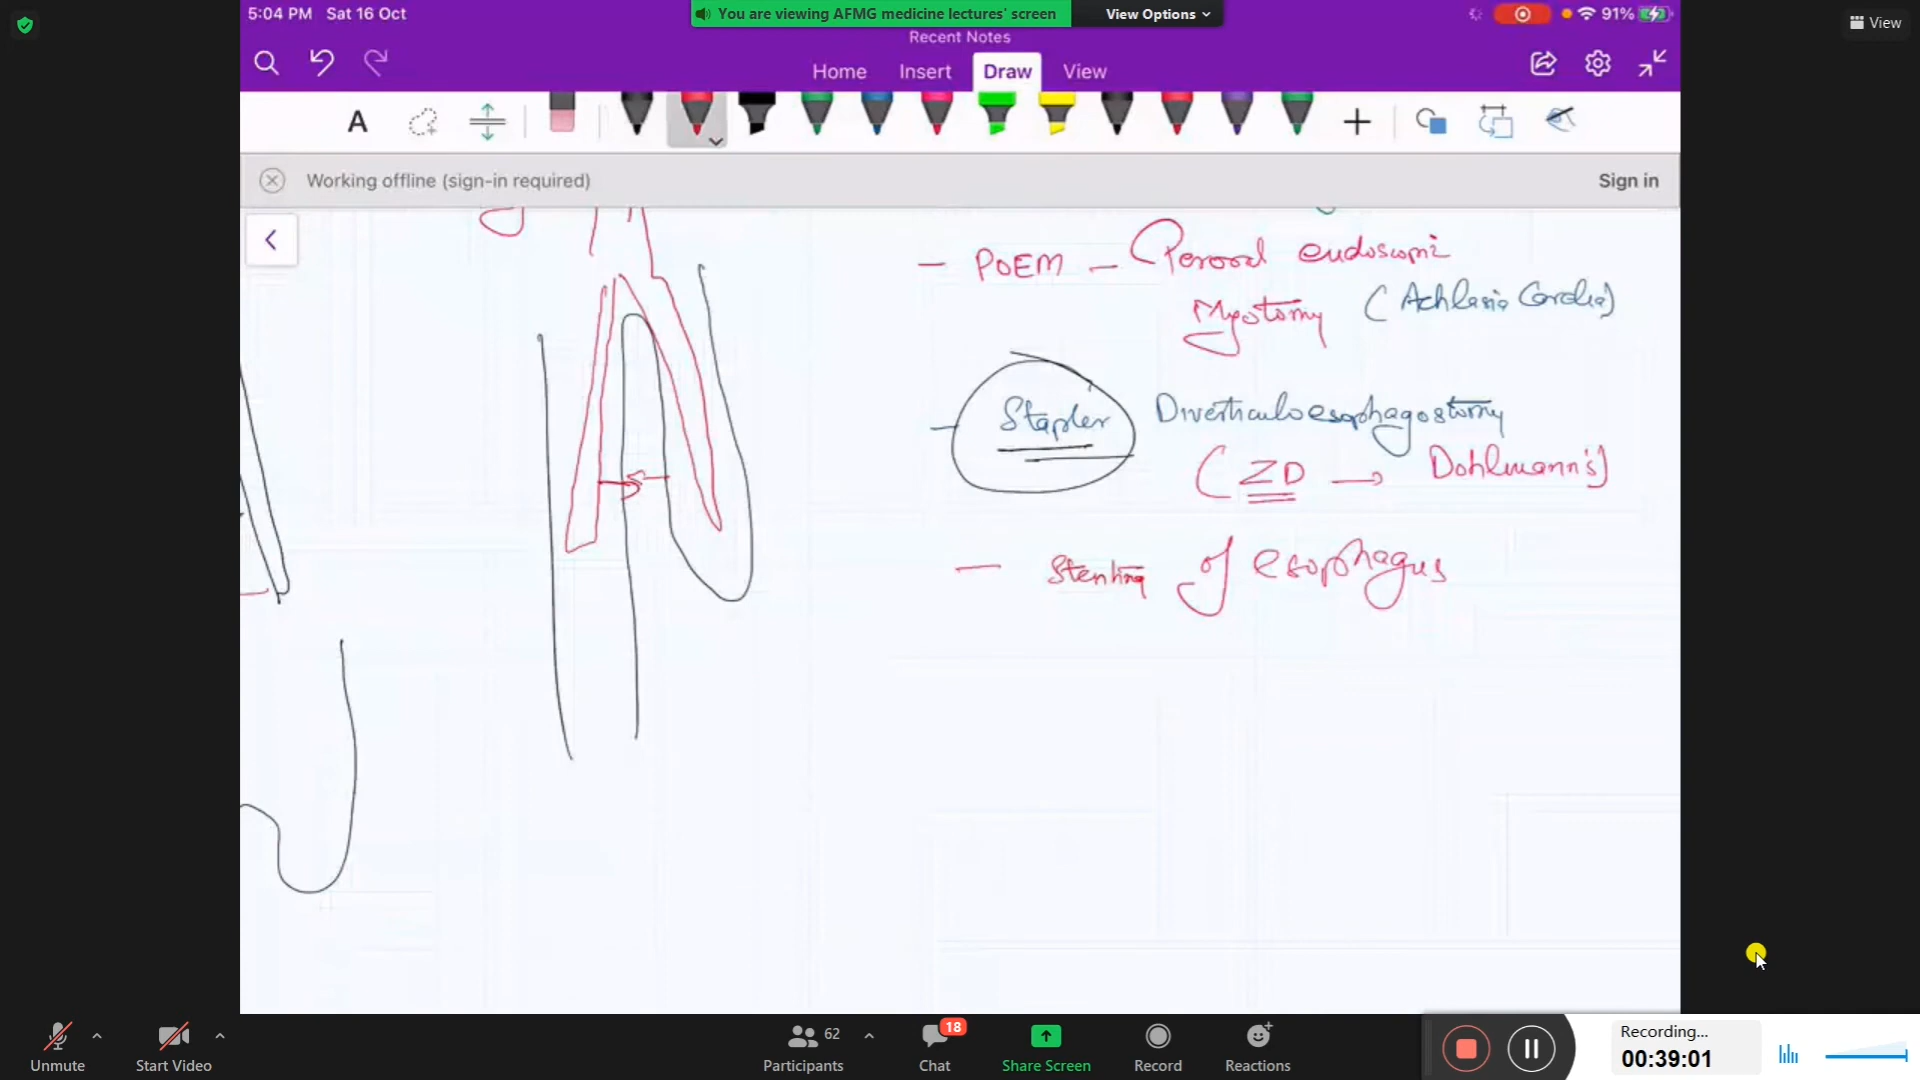 5:04 PM Sat 16 Oct
You are viewing AFMG medicine lectures' screen
View Options
91%
View
Recent Notes
Home Insert Draw View
A
Working offline (sign-in required)
Sign in
- POEM - Peroral endoscopic
Myotomy (Achlasia Cardia)
- Stapler Diverticuloesophagostomy
(ZD → Dohlmann's)
- Stenting of esophagus
Unmute
Start Video
62
Participants
18
Chat
Share Screen
Record
Reactions
Recording...
00:39:01